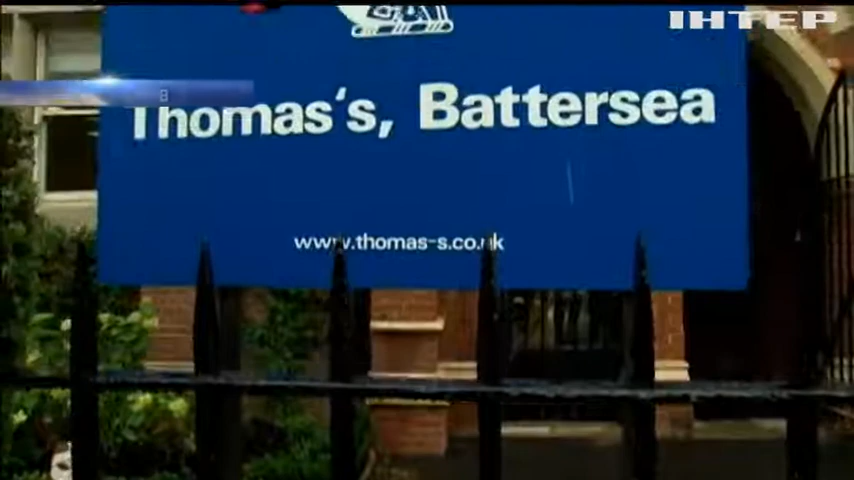 ІНТЕР
В
Thomas's, Battersea
www.thomas-s.co.uk